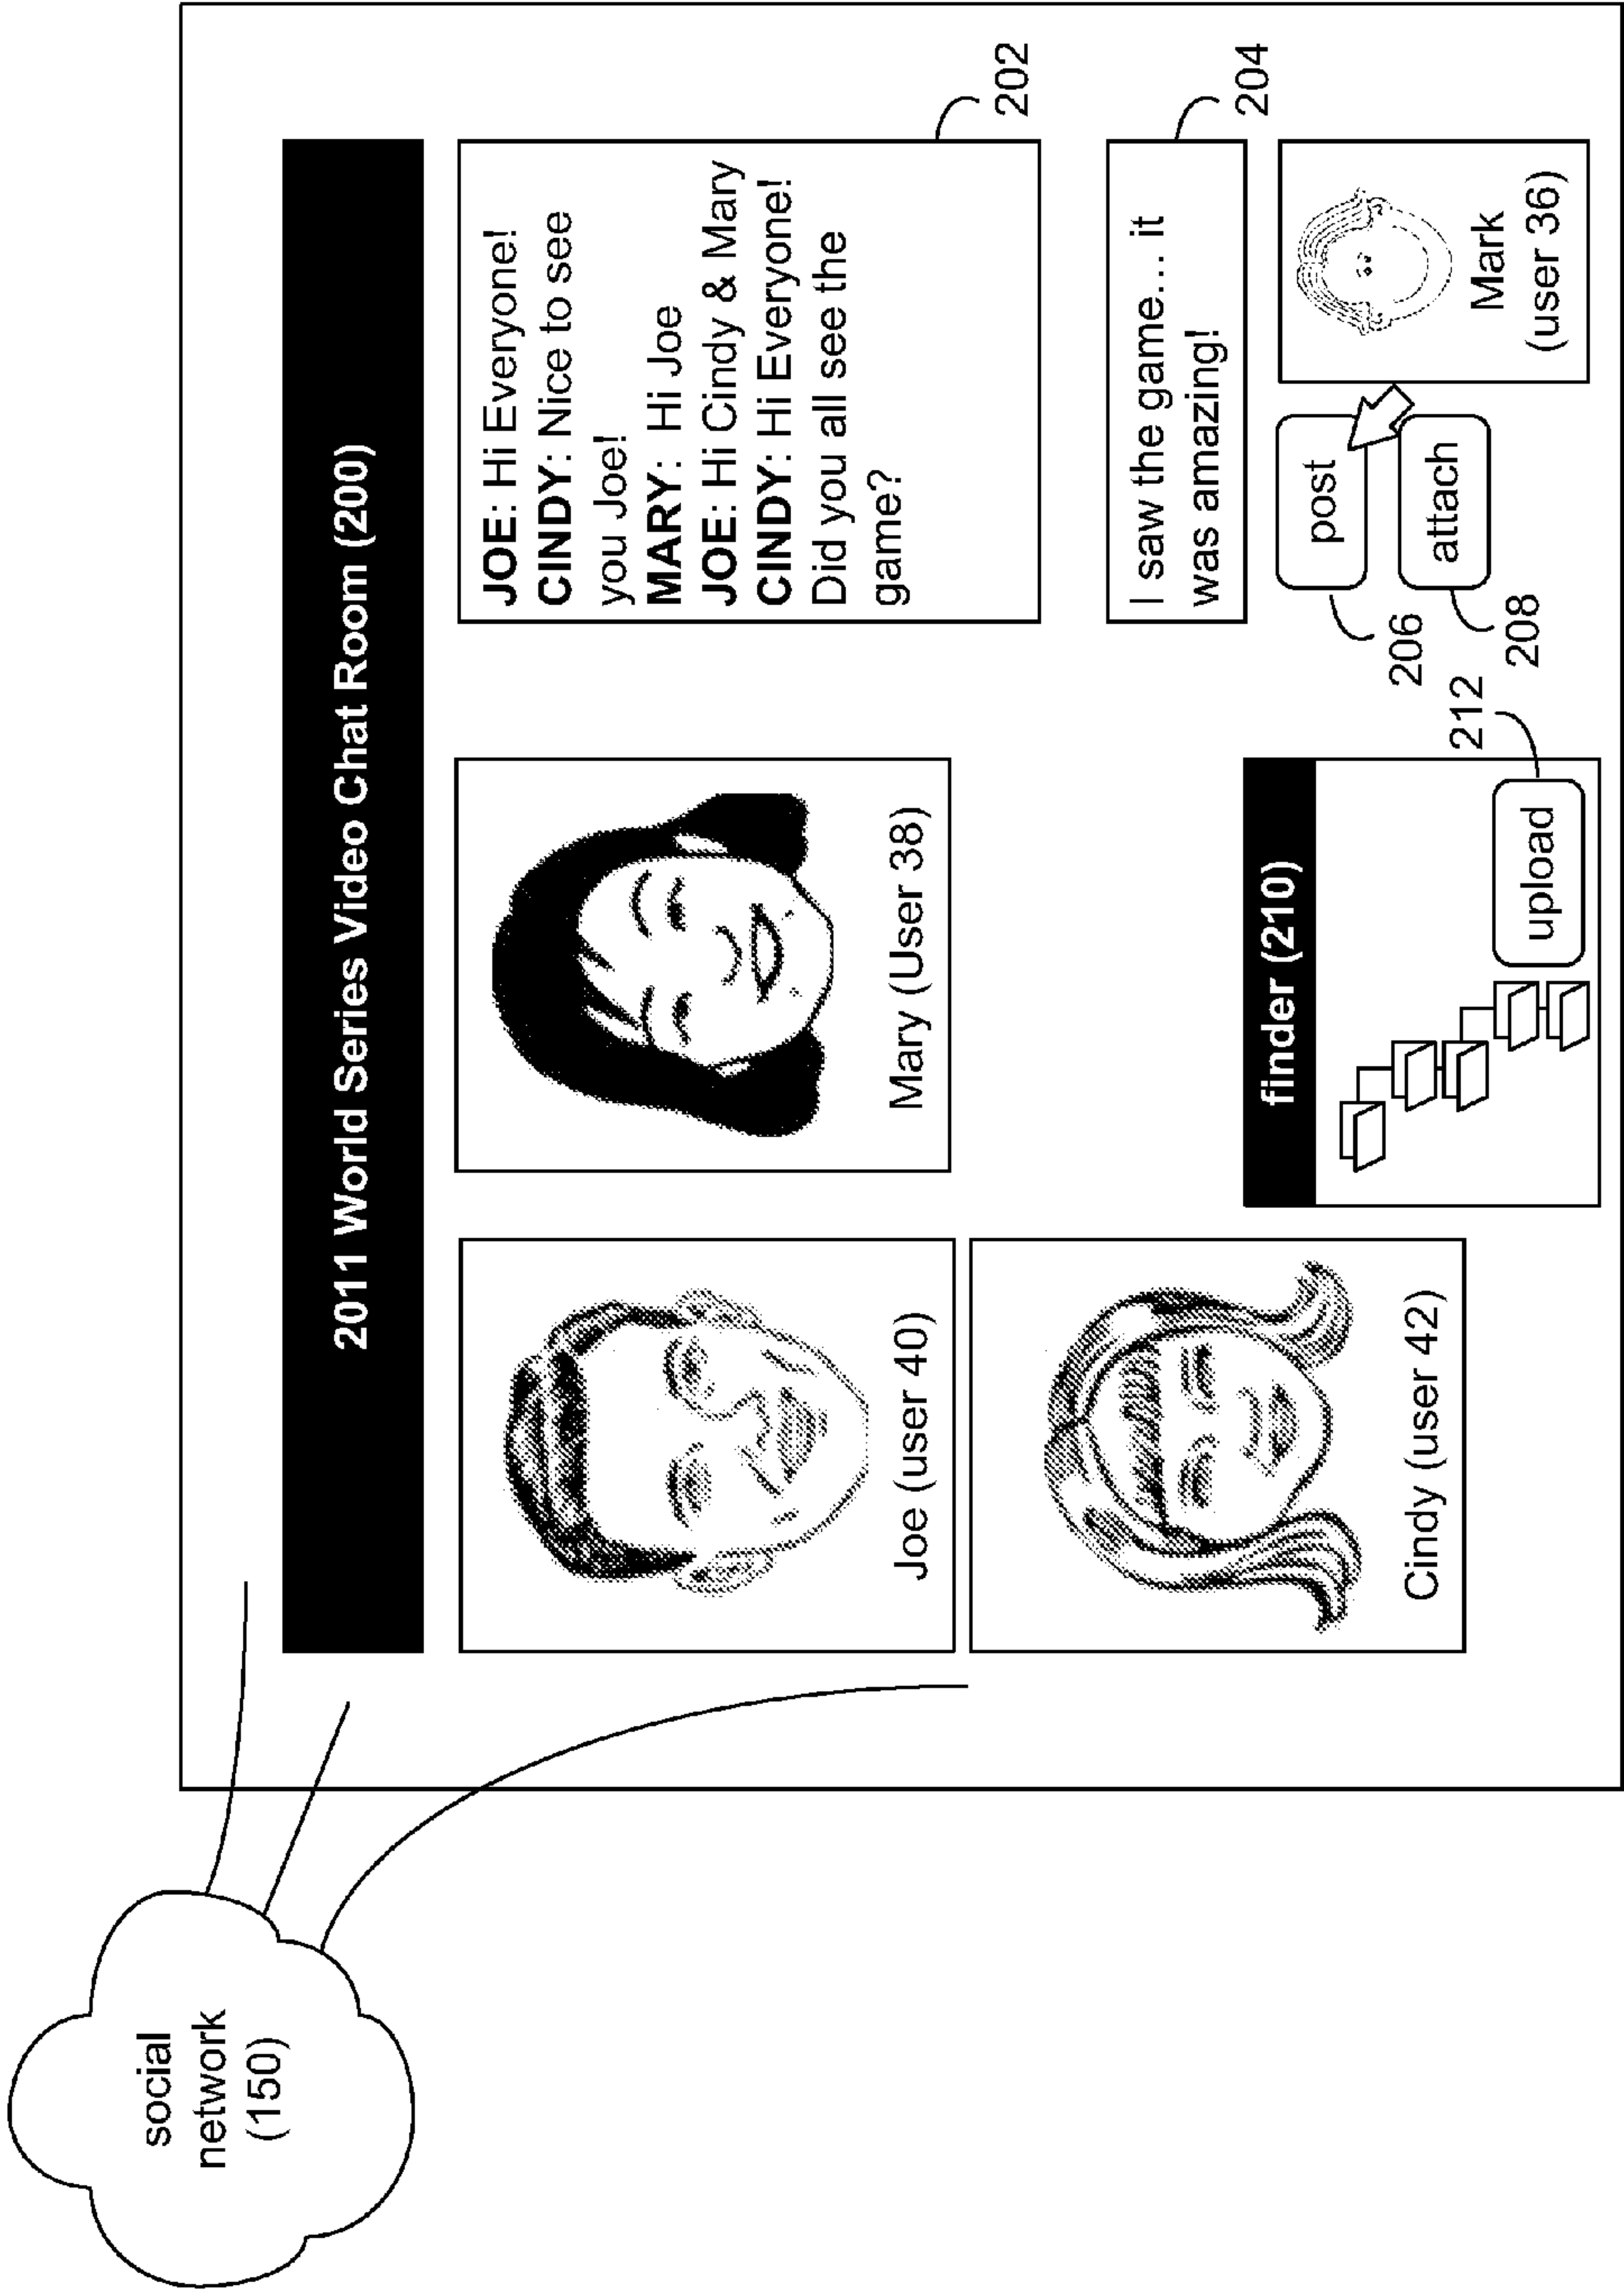 social
network
(150)
2011 World Series Video Chat Room (200)
Joe (user 40)
Mary (User 38)
JOE: Hi Everyone!
CINDY: Nice to see
you Joe!
MARY: Hi Joe
JOE: Hi Cindy & Mary
CINDY: Hi Everyone!
Did you all see the
game?
202
Cindy (user 42)
I saw the game... it
was amazing!
204
finder (210)
upload
212
post
206
attach
208
Mark
(user 36)